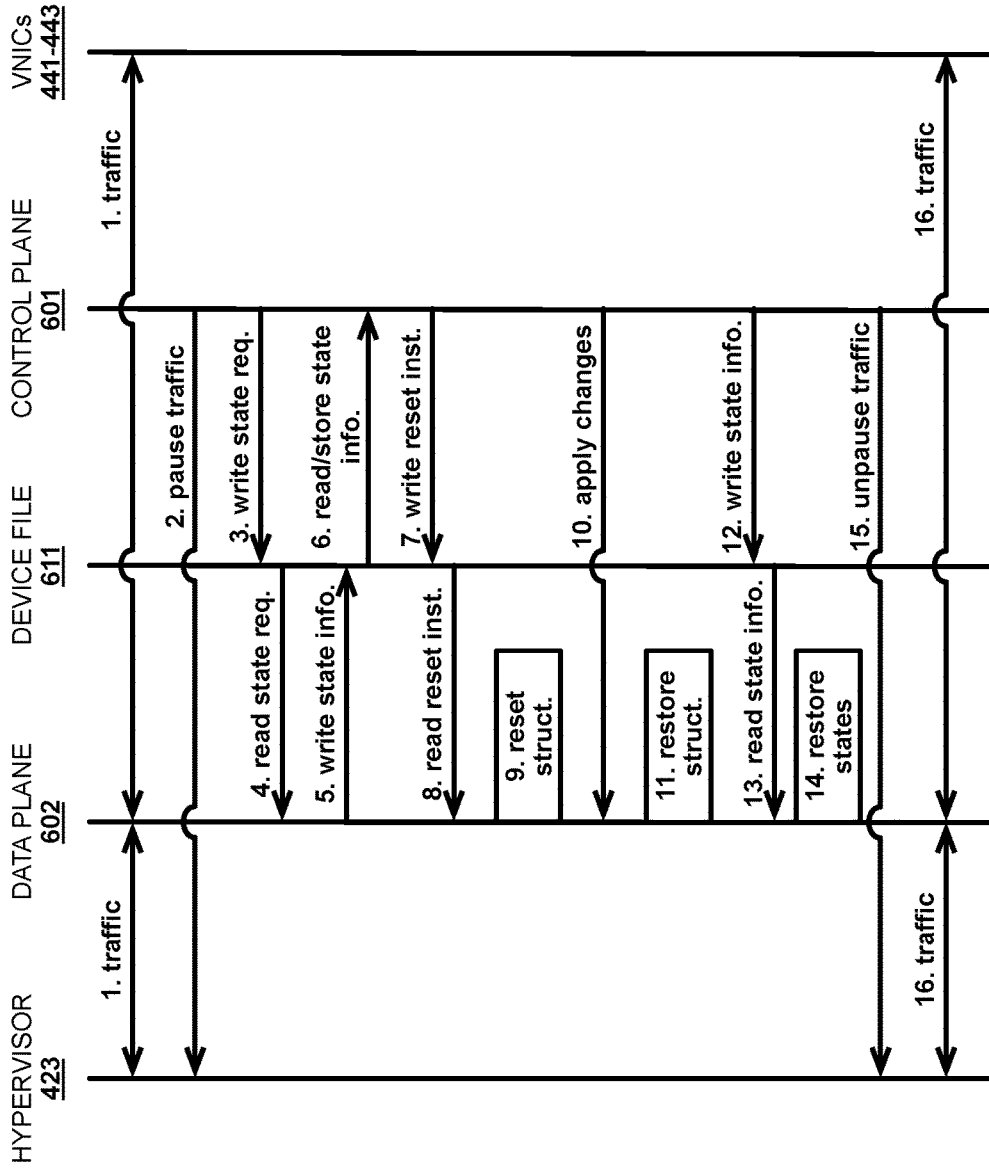 HYPERVISOR
423
DATA PLANE
602
DEVICE FILE
611
CONTROL PLANE
601
VNICs
441-443
1. traffic
1. traffic
2. pause traffic
3. write state req.
4. read state req.
5. write state info.
6. read/store state
info.
7. write reset inst.
8. read reset inst.
9. reset
struct.
10. apply changes
11. restore
struct.
12. write state info.
13. read state info.
14. restore
states
15. unpause traffic
16. traffic
16. traffic